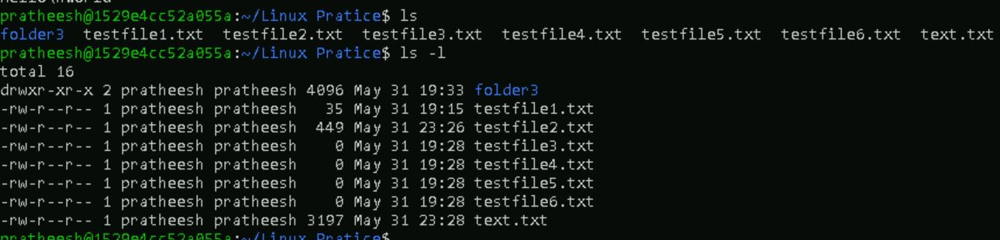 pratheesh@1529e4cc52a055a:~/Linux Pratice$ ls
folder3  testfile1.txt  testfile2.txt  testfile3.txt  testfile4.txt  testfile5.txt  testfile6.txt  text.txt
pratheesh@1529e4cc52a055a:~/Linux Pratice$ ls -l
total 16
drwxr-xr-x 2 pratheesh pratheesh 4096 May 31 19:33 folder3
-rw-r--r-- 1 pratheesh pratheesh   35 May 31 19:15 testfile1.txt
-rw-r--r-- 1 pratheesh pratheesh  449 May 31 23:26 testfile2.txt
-rw-r--r-- 1 pratheesh pratheesh    0 May 31 19:28 testfile3.txt
-rw-r--r-- 1 pratheesh pratheesh    0 May 31 19:28 testfile4.txt
-rw-r--r-- 1 pratheesh pratheesh    0 May 31 19:28 testfile5.txt
-rw-r--r-- 1 pratheesh pratheesh    0 May 31 19:28 testfile6.txt
-rw-r--r-- 1 pratheesh pratheesh 3197 May 31 23:28 text.txt
pratheesh@1529e4cc52a055a:~/Linux Pratice$